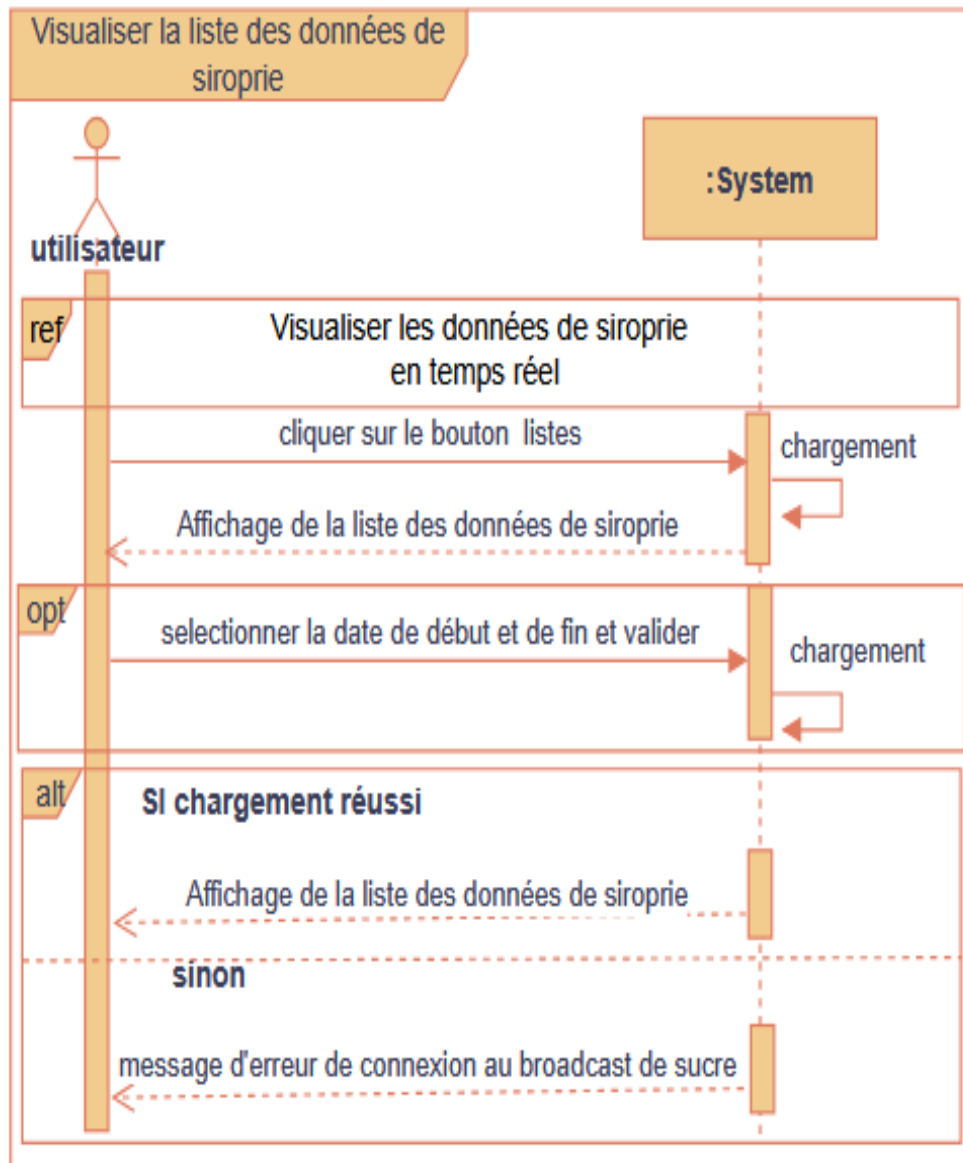 Visualiser la liste des données de
siroprie
:System
utilisateur
ref
Visualiser les données de siroprie
en temps réel
cliquer sur le bouton listes
chargement
Affichage de la liste des données de siroprie
opt
selectionner la date de début et de fin et valider
chargement
alt
SI chargement réussi
Affichage de la liste des données de siroprie
sinon
message d'erreur de connexion au broadcast de sucre